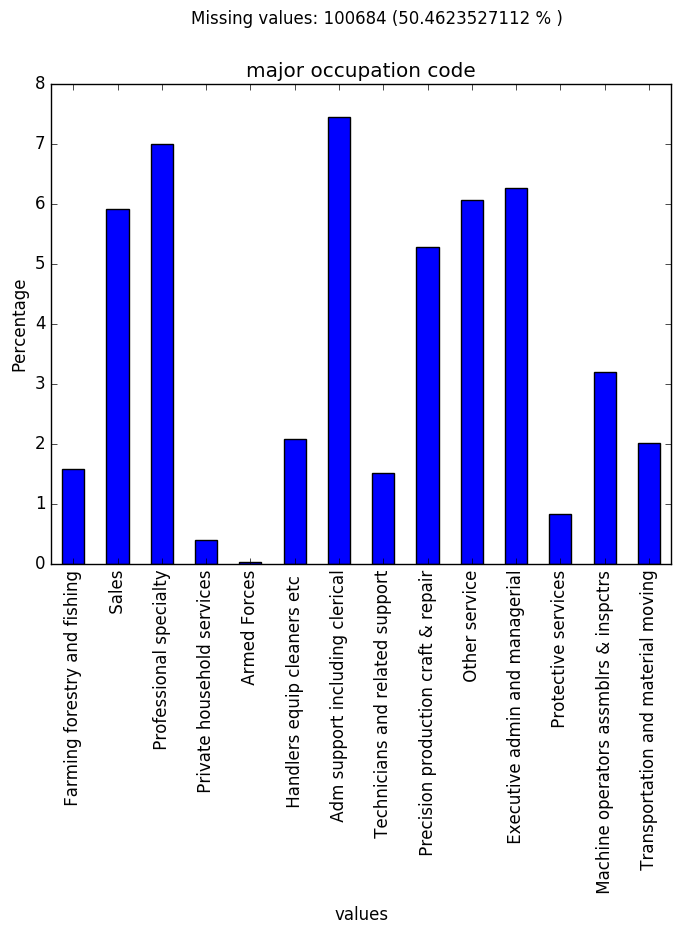 Missing values: 100684 (50.4623527112 % )
major occupation code
8
7
6
5
4
3
2
1
0
Percentage
Farming forestry and fishing
Sales
Professional specialty
Private household services
Armed Forces
Handlers equip cleaners etc
Adm support including clerical
Technicians and related support
Precision production craft & repair
Other service
Executive admin and managerial
Protective services
Machine operators assmblrs & inspctrs
Transportation and material moving
values